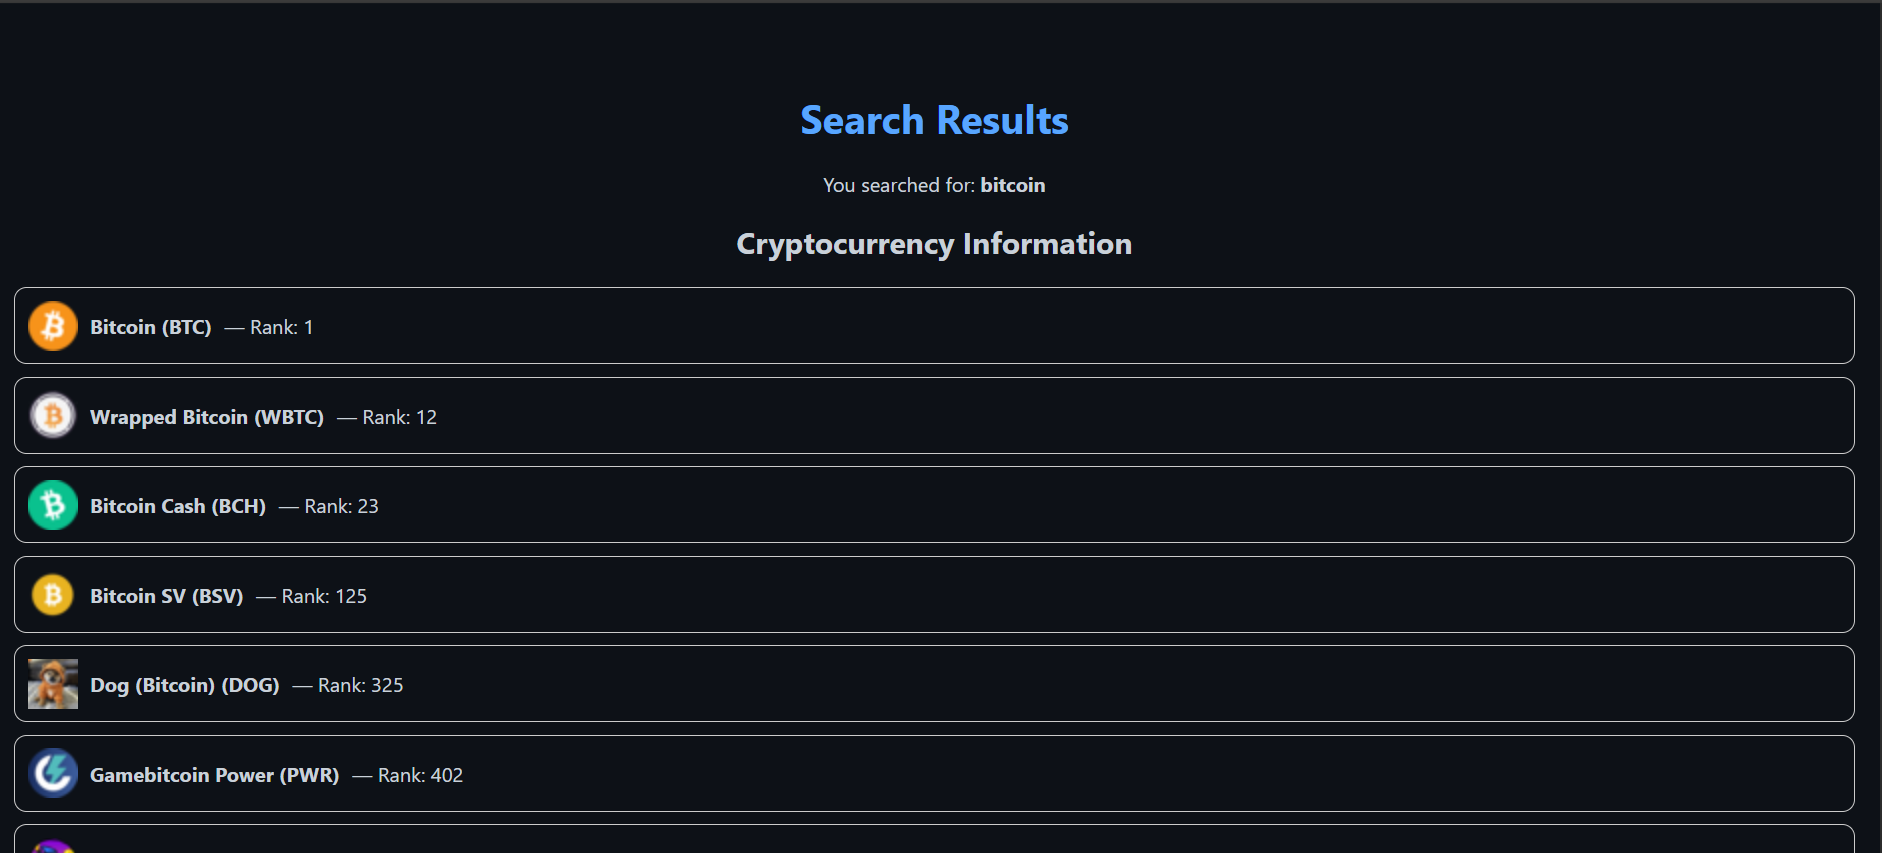 Search Results
You searched for: bitcoin
Cryptocurrency Information
Bitcoin (BTC) — Rank: 1
Wrapped Bitcoin (WBTC) — Rank: 12
Bitcoin Cash (BCH) — Rank: 23
Bitcoin SV (BSV) — Rank: 125
Dog (Bitcoin) (DOG) — Rank: 325
Gamebitcoin Power (PWR) — Rank: 402